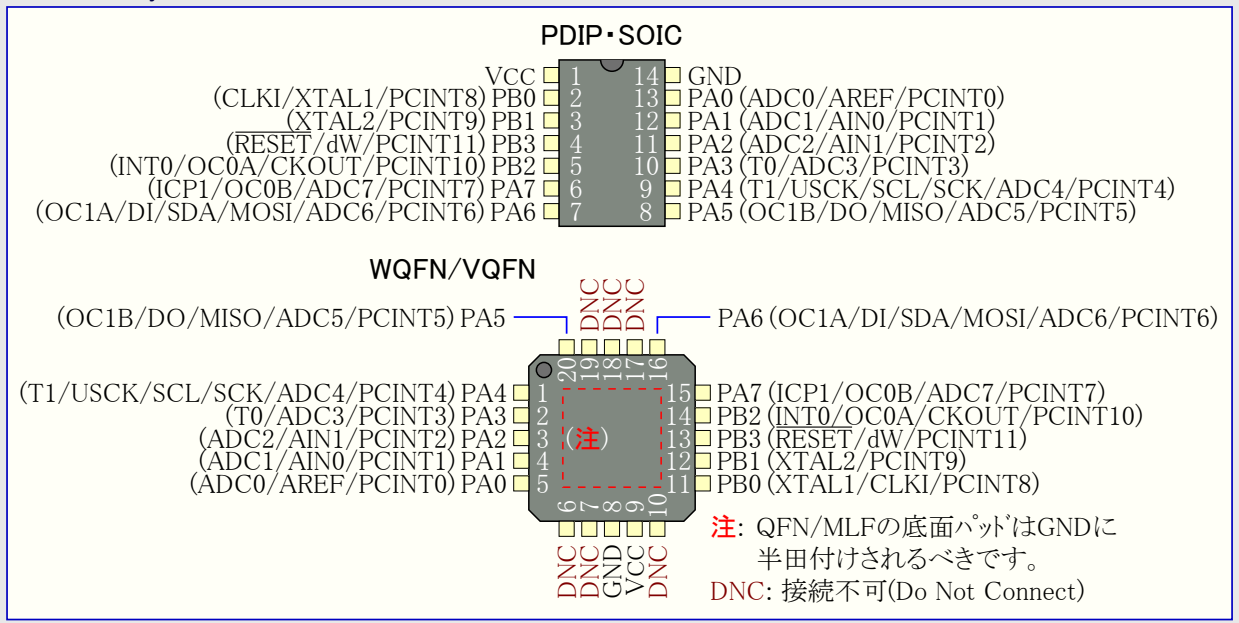 PDIP・SOIC
VCC 1 14 GND
(CLKI/XTAL1/PCINT8) PB0 2 13 PA0 (ADC0/AREF/PCINT0)
(XTAL2/PCINT9) PB1 3 12 PA1 (ADC1/AIN0/PCINT1)
(RESET/dW/PCINT11) PB3 4 11 PA2 (ADC2/AIN1/PCINT2)
(INT0/OC0A/CKOUT/PCINT10) PB2 5 10 PA3 (T0/ADC3/PCINT3)
(ICP1/OC0B/ADC7/PCINT7) PA7 6 9 PA4 (T1/USCK/SCL/SCK/ADC4/PCINT4)
(OC1A/DI/SDA/MOSI/ADC6/PCINT6) PA6 7 8 PA5 (OC1B/DO/MISO/ADC5/PCINT5)
WQFN/VQFN
DNC DNC DNC
(OC1B/DO/MISO/ADC5/PCINT5) PA5 PA6 (OC1A/DI/SDA/MOSI/ADC6/PCINT6)
20 19 18 17 16
(T1/USCK/SCL/SCK/ADC4/PCINT4) PA4 1 15 PA7 (ICP1/OC0B/ADC7/PCINT7)
(T0/ADC3/PCINT3) PA3 2 14 PB2 (INT0/OC0A/CKOUT/PCINT10)
(ADC2/AIN1/PCINT2) PA2 3 (注) 13 PB3 (RESET/dW/PCINT11)
(ADC1/AIN0/PCINT1) PA1 4 12 PB1 (XTAL2/PCINT9)
(ADC0/AREF/PCINT0) PA0 5 11 PB0 (XTAL1/CLKI/PCINT8)
6 7 8 9 10
DNC DNC GND VCC DNC
注: QFN/MLFの底面パッドはGNDに
半田付けされるべきです。
DNC: 接続不可(Do Not Connect)